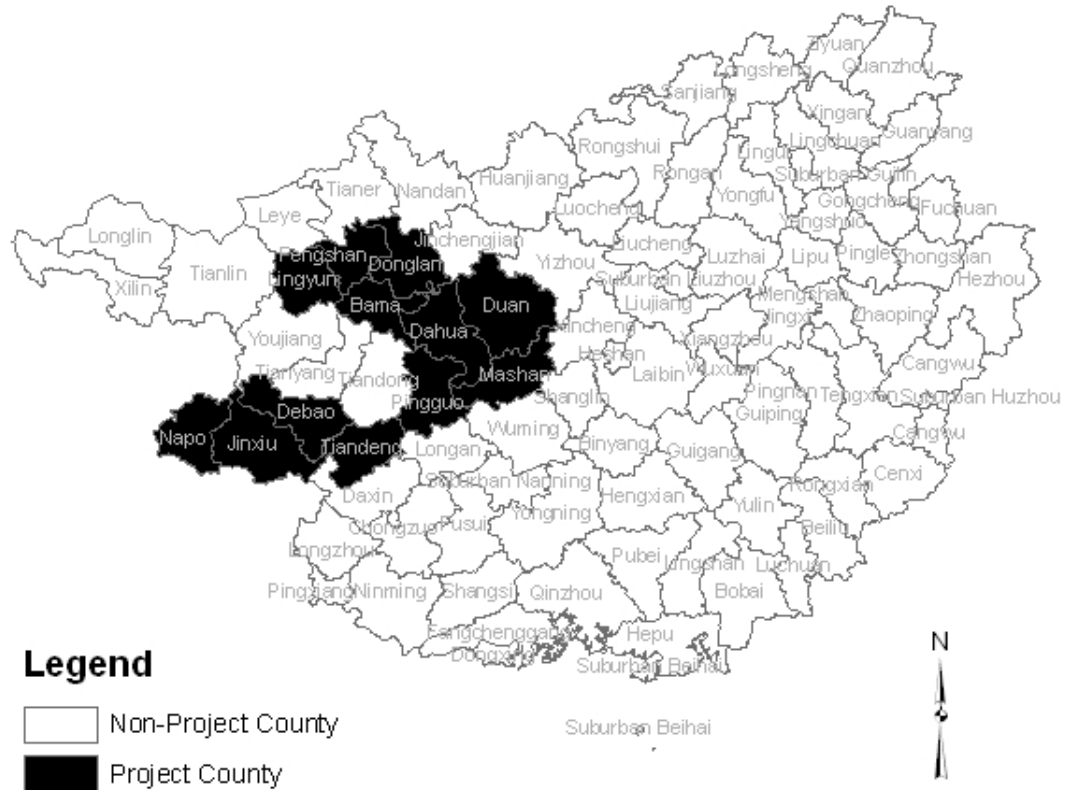 Ziyuan
Quanzhou
Longsheng
Sanjiang
Xingan
Guanyang
Lingchuan
Rongshui
Lingui
Rongan
Suburban Guilin
Huanjiang
Tianer
Nandan
Yongfu
Gongcheng
Luocheng
Fuchuan
Leye
Yangshuo
Longlin
Jinchengjian
Liucheng
Fengshan
Donglan
Luzhai
Lipu
Pingle
Zhongshan
Yizhou
Tianlin
Lingyun
Suburban Liuzhou
Hezhou
Xilin
Mengshan
Bama
Duan
Liujiang
Jingxi
Zhaoping
Dahua
Xincheng
Youjiang
Xiangzhou
Heshan
Cangwu
Tianyang
Tiandong
Mashan
Laibin
Wuxuan
Pingnan
Tengxian
Suburban Huzhou
Shanglin
Pingguo
Debao
Guiping
Wuming
Cangwu
Napo
Jinxiu
Tiandeng
Longan
Binyang
Guigang
Cenxi
Suburban Nanning
Rongxian
Daxin
Hengxian
Yulin
Yongning
Chongzuo
Fusui
Beiliu
Longzhou
Pubei
Lingshan
Luchuan
Pingxiang
Ninming
Shangsi
Qinzhou
Bobai
Fangchenggang
Hepu
Dongxing
Suburban Beihai
N
Legend
Non-Project County
Suburban Beihai
Project County